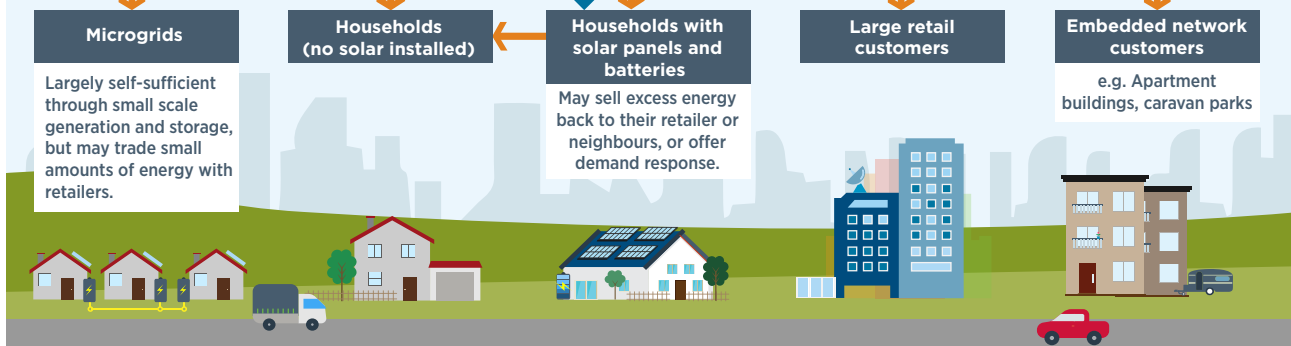 Microgrids
Largely self-sufficient
through small scale
generation and storage,
but may trade small
amounts of energy with
retailers.
Households
(no solar installed)
Households with
solar panels and
batteries
May sell excess energy
back to their retailer or
neighbours, or offer
demand response.
Large retail
customers
Embedded network
customers
e.g. Apartment
buildings, caravan parks